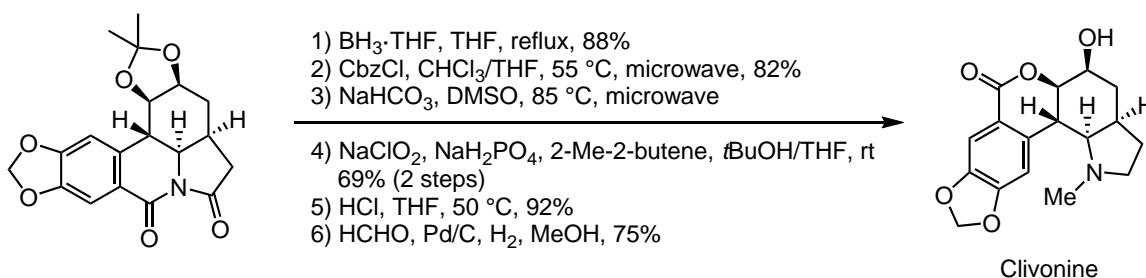 1) BH3·THF, THF, reflux, 88%
2) CbzCl, CHCl3/THF, 55 °C, microwave, 82%
3) NaHCO3, DMSO, 85 °C, microwave
4) NaClO2, NaH2PO4, 2-Me-2-butene, tBuOH/THF, rt
69% (2 steps)
5) HCl, THF, 50 °C, 92%
6) HCHO, Pd/C, H2, MeOH, 75%
O
O
H
H
H
O
O
N
O
O
OH
O
O
H
H
H
N
Me
O
O
Clivonine